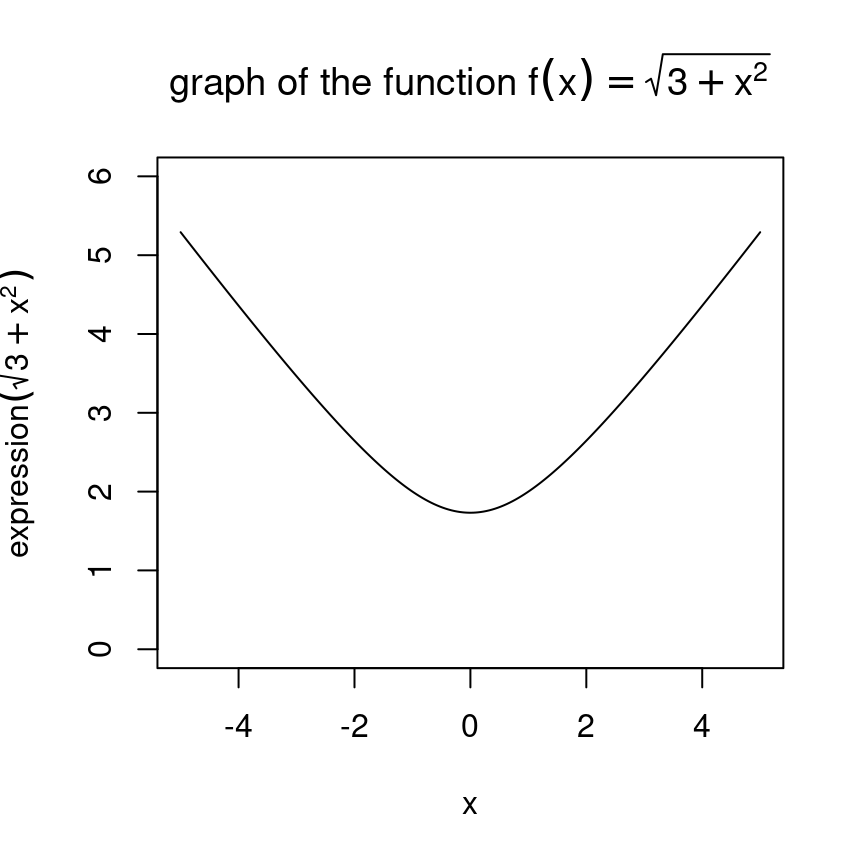 graph of the function f(x) = √3 + x²
expression(√3 + x²)
6
5
4
3
2
1
0
-4 -2 0 2 4
x